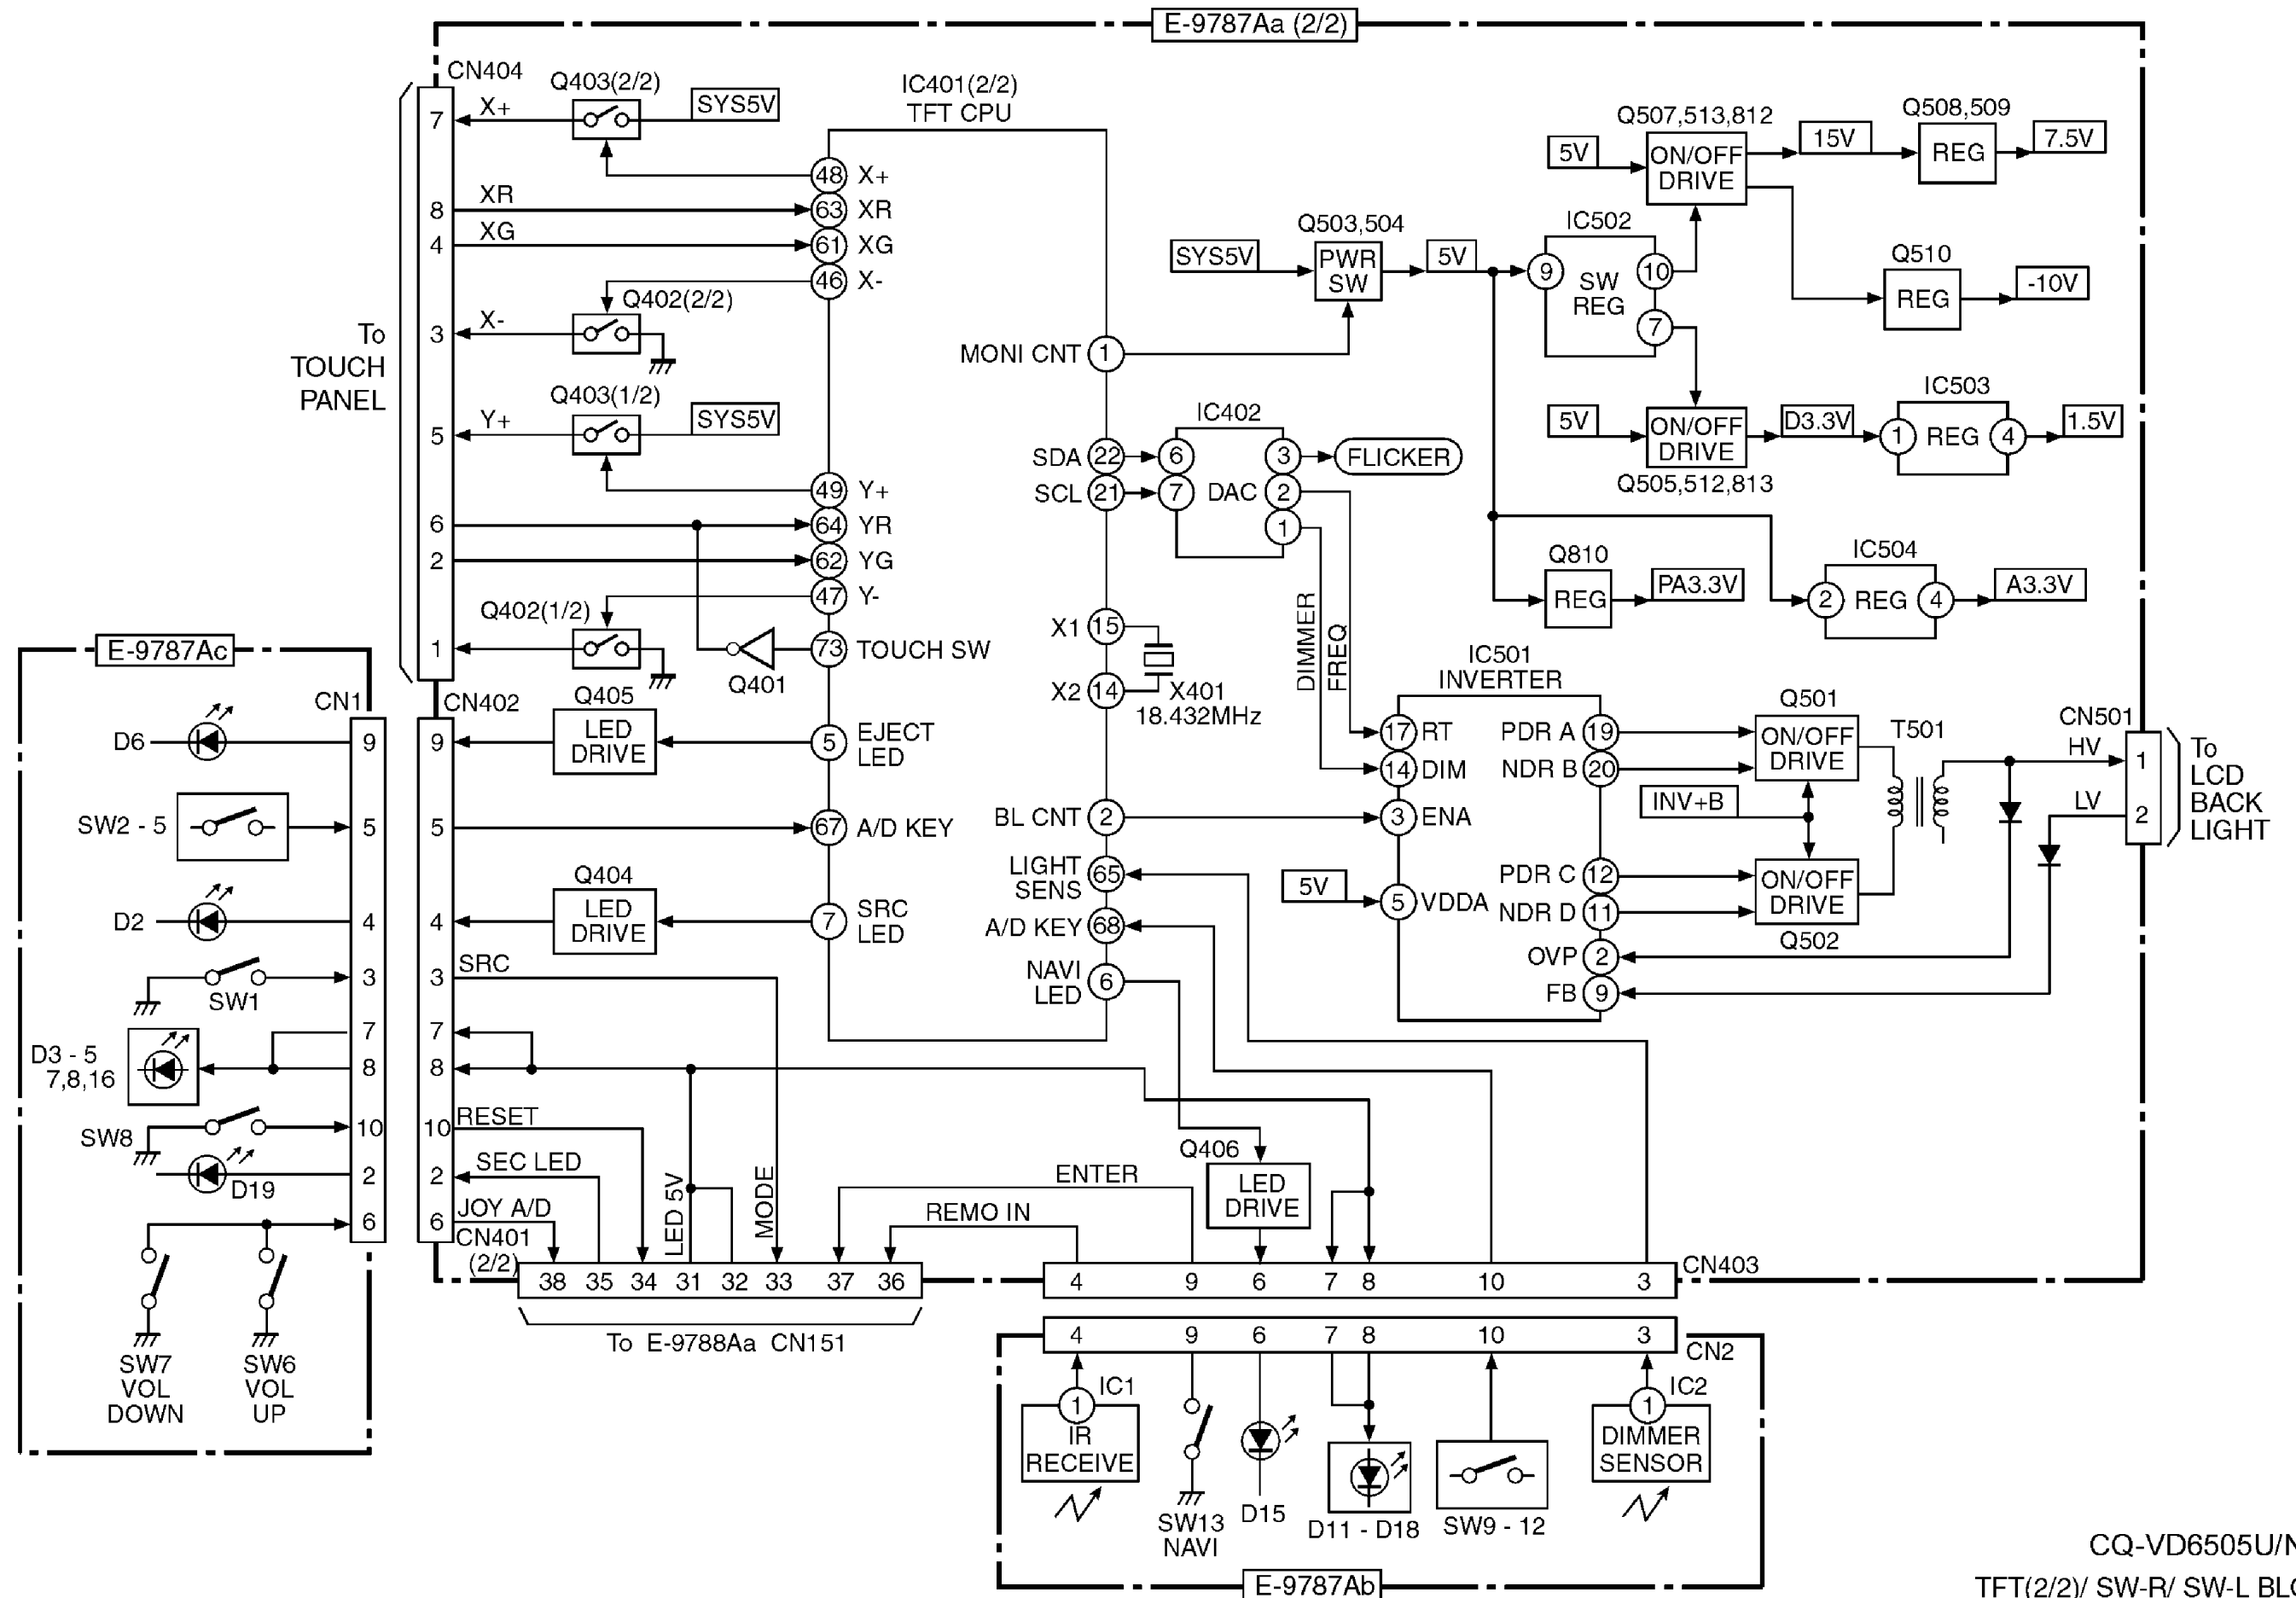 E-9787Aa (2/2)
CN404
Q403(2/2)
SYS5V
IC401(2/2)
TFT CPU
7
X+
48
X+
8
XR
63
XR
4
XG
61
XG
46
X-
Q402(2/2)
3
X-
To
TOUCH
PANEL
Q403(1/2)
SYS5V
5
Y+
49
Y+
6
64
YR
2
62
YG
47
Y-
Q402(1/2)
1
Q401
73
TOUCH SW
MONI CNT
1
SDA
22
SCL
21
X1
15
X2
14
X401
18.432MHz
IC402
6
7
DAC
3
2
1
FLICKER
DIMMER
FREQ
SYS5V
Q503,504
PWR
SW
5V
IC502
9
SW
REG
10
7
Q507,513,812
5V
ON/OFF
DRIVE
15V
Q508,509
REG
7.5V
Q510
REG
-10V
5V
ON/OFF
DRIVE
Q505,512,813
D3.3V
IC503
1
REG
4
1.5V
Q810
REG
PA3.3V
IC504
2
REG
4
A3.3V
IC501
INVERTER
17
RT
14
DIM
3
ENA
5V
5
VDDA
PDR A
19
NDR B
20
PDR C
12
NDR D
11
OVP
2
FB
9
Q501
ON/OFF
DRIVE
INV+B
ON/OFF
DRIVE
Q502
T501
CN501
HV
1
LV
2
To
LCD
BACK
LIGHT
E-9787Ac
CN1
CN402
D6
9
9
Q405
LED
DRIVE
5
EJECT
LED
SW2 - 5
5
5
67
A/D KEY
D2
4
4
Q404
LED
DRIVE
7
SRC
LED
BL CNT
2
LIGHT
SENS
65
A/D KEY
68
NAVI
LED
6
SW1
3
3
SRC
D3 - 5
7,8,16
7
8
7
8
SW8
10
10
RESET
D19
2
2
SEC LED
6
6
JOY A/D
CN401
(2/2)
LED 5V
MODE
ENTER
REMO IN
Q406
LED
DRIVE
38
35
34
31
32
33
37
36
To E-9788Aa CN151
4
9
6
7
8
10
3
CN403
SW7
VOL
DOWN
SW6
VOL
UP
4
9
6
7
8
10
3
CN2
1
IC1
IR
RECEIVE
SW13
NAVI
D15
D11 - D18
SW9 - 12
1
IC2
DIMMER
SENSOR
E-9787Ab
CQ-VD6505U/N
TFT(2/2)/ SW-R/ SW-L